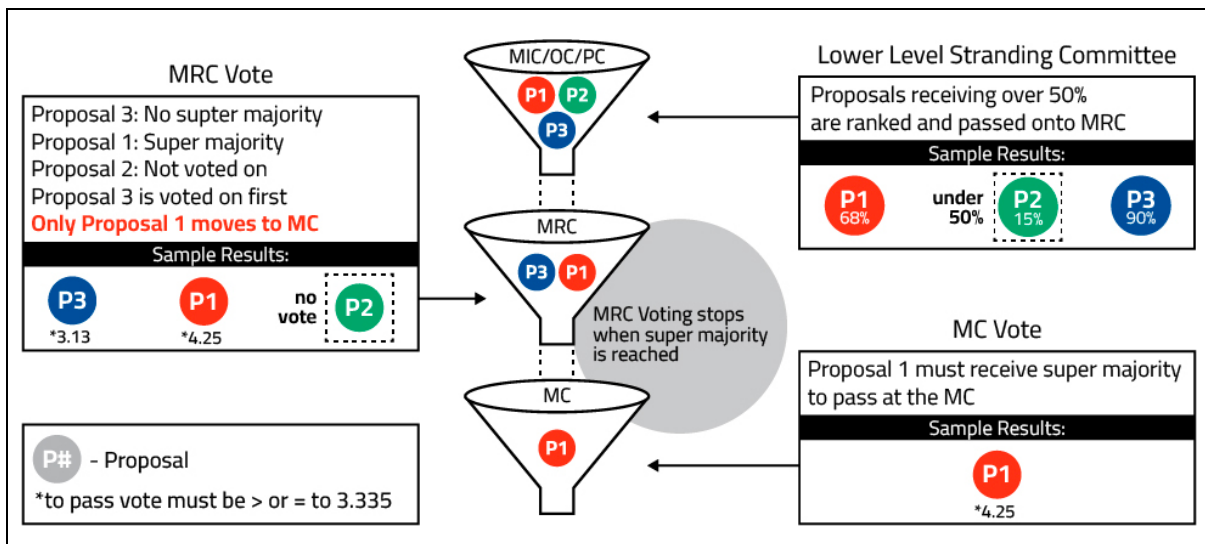 MRC Vote
Proposal 3: No supter majority
Proposal 1: Super majority
Proposal 2: Not voted on
Proposal 3 is voted on first
Only Proposal 1 moves to MC
Sample Results:
P3
*3.13
P1
*4.25
no
vote
P2
P# - Proposal
*to pass vote must be > or = to 3.335
MIC/OC/PC
P1
P2
P3
MRC
P3
P1
MRC Voting stops
when super majority
is reached
MC
P1
Lower Level Stranding Committee
Proposals receiving over 50%
are ranked and passed onto MRC
Sample Results:
P1
68%
under
50%
P2
15%
P3
90%
MC Vote
Proposal 1 must receive super majority
to pass at the MC
Sample Results:
P1
*4.25